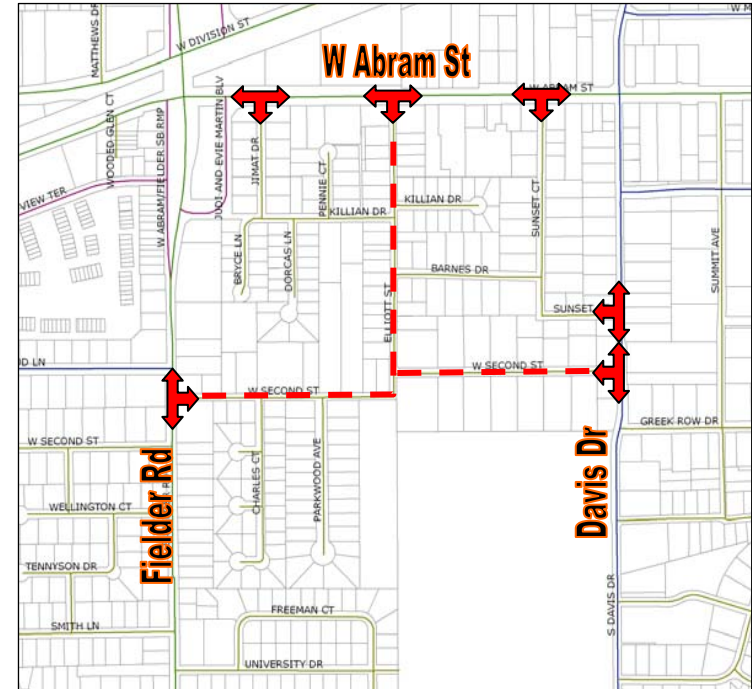 W DIVISION ST
MATTHEWS DR
W Abram St
W ABRAM ST
WOODED GLEN CT
W ABRAM/FIELDER SB RMP
JUDI AND EVIE MARTIN BLV
JIMAT DR
PENNIE CT
VIEW TER
KILLIAN DR
KILLIAN DR
SUNSET CT
SUMMIT AVE
BRYCE LN
DORCAS LN
BARNES DR
ELLIOTT ST
SUNSET
OD LN
W SECOND ST
W SECOND ST
GREEK ROW DR
W SECOND ST
Fielder Rd
Davis Dr
CHARLES CT
PARKWOOD AVE
WELLINGTON CT
TENNYSON DR
FREEMAN CT
SMITH LN
S DAVIS DR
UNIVERSITY DR